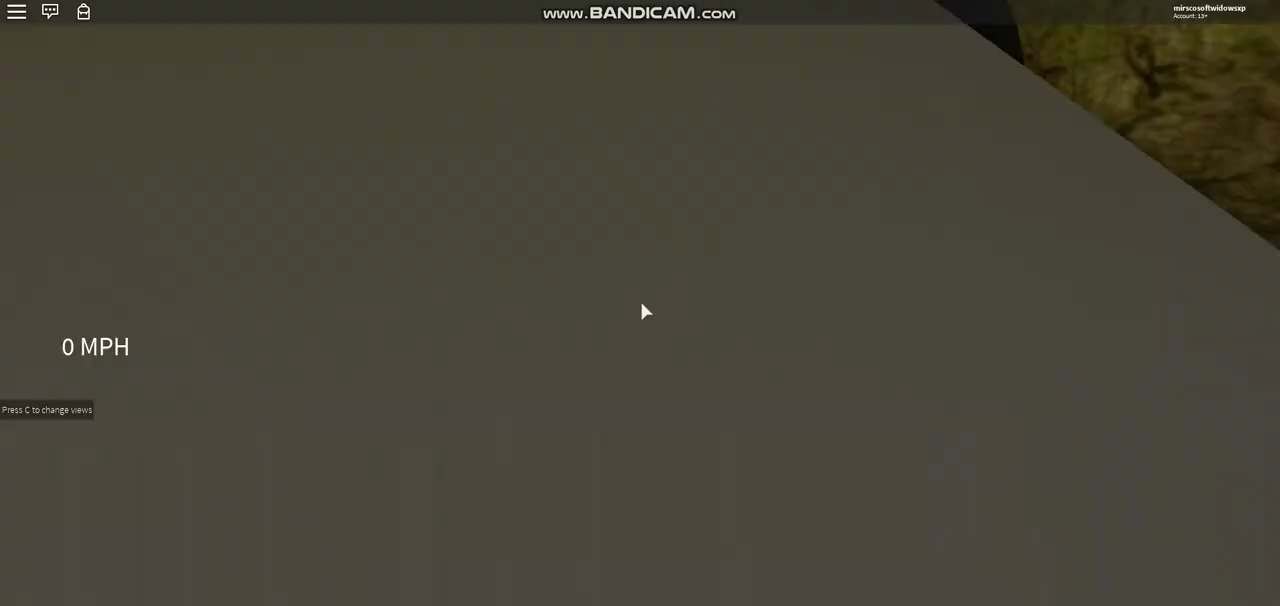 www.BANDICAM.com
mirscosoftwidowsxp
Account: 13+
0 MPH
Press C to change views